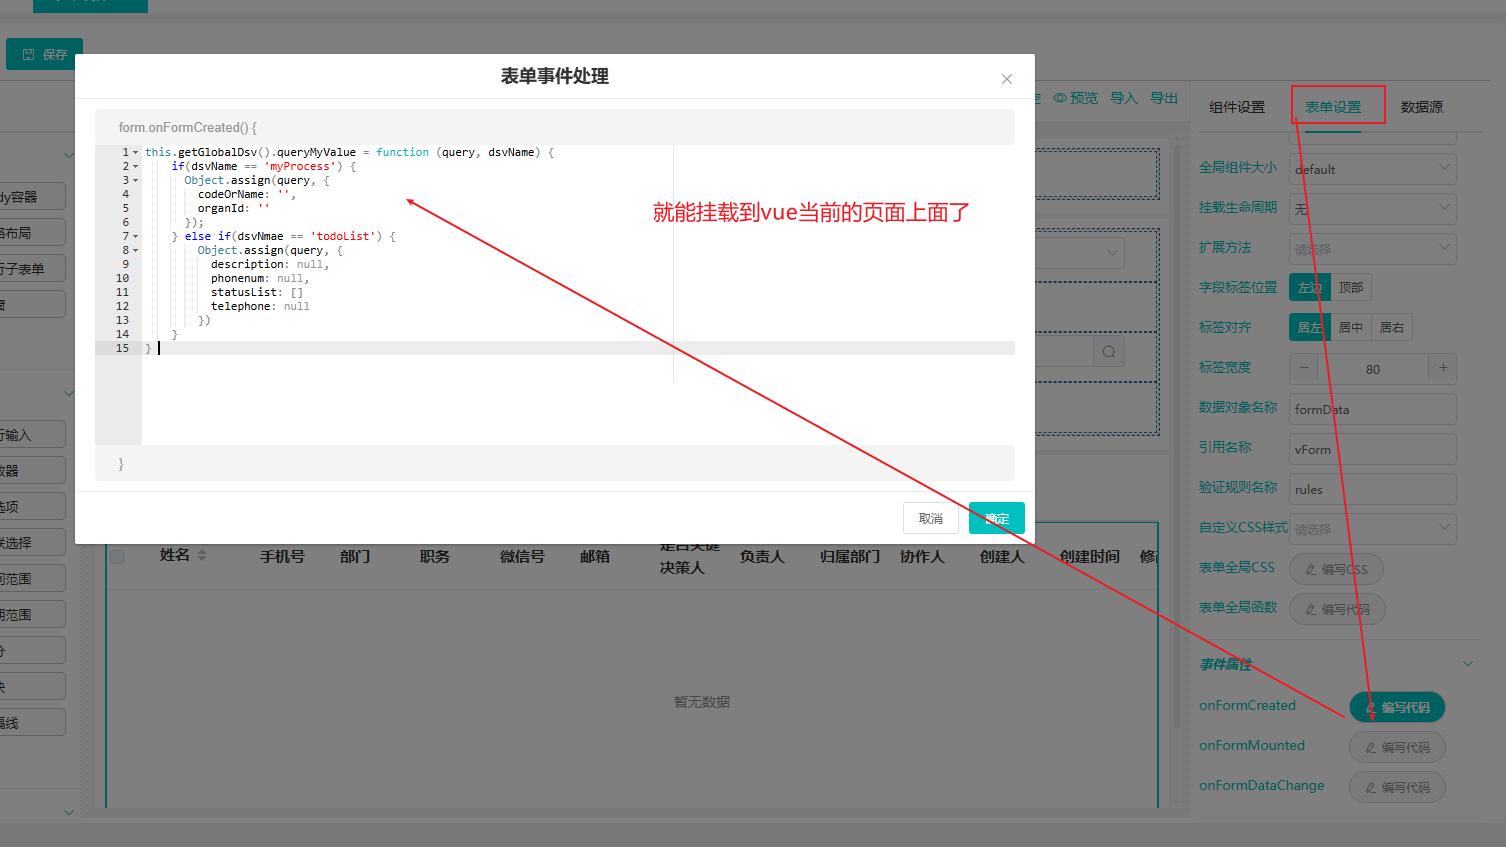 保存
表单事件处理
form.onFormCreated() {
1 this.getGlobalDsv().queryMyValue = function (query, dsvName) {
2 if(dsvName == 'myProcess') {
3 Object.assign(query, {
4 codeOrName: '',
5 organId: ''
6 });
7 } else if(dsvNmae == 'todoList') {
8 Object.assign(query, {
9 description: null,
10 phonenum: null,
11 statusList: []
12 telephone: null
13 })
14 }
15 }
}
就能挂载到vue当前的页面上面了
取消
确定
预览
导入
导出
组件设置
表单设置
数据源
dy容器
格布局
行子表单
行输入
数器
选项
联选择
间范围
期范围
分
隔线
姓名
手机号
部门
职务
微信号
邮箱
是否关键
决策人
负责人
归属部门
协作人
创建人
创建时间
修
暂无数据
全局组件大小 default
挂载生命周期 无
扩展方法 请选择
字段标签位置 左边 顶部
标签对齐 居左 居中 居右
标签宽度 − 80 +
数据对象名称 formData
引用名称 vForm
验证规则名称 rules
自定义CSS样式 请选择
表单全局CSS 编写CSS
表单全局函数 编写代码
事件属性
onFormCreated 编写代码
onFormMounted 编写代码
onFormDataChange 编写代码